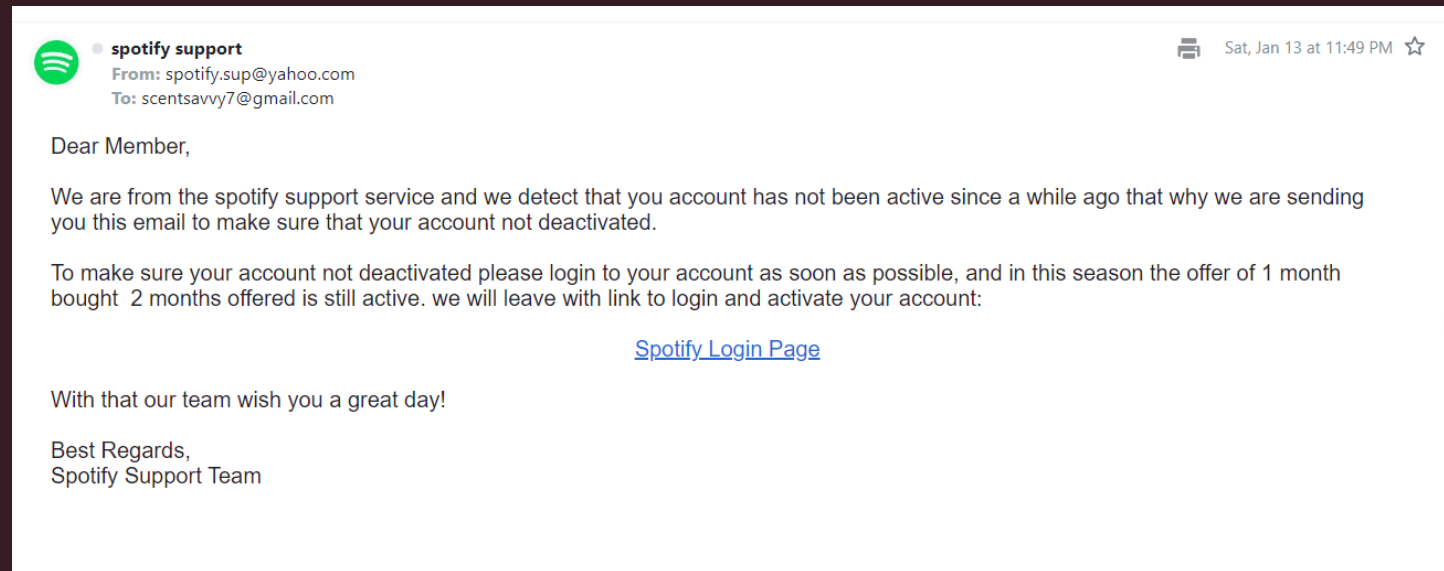 spotify support
Sat, Jan 13 at 11:49 PM
From: spotify.sup@yahoo.com
To: scentsavvy7@gmail.com
Dear Member,
We are from the spotify support service and we detect that you account has not been active since a while ago that why we are sending
you this email to make sure that your account not deactivated.
To make sure your account not deactivated please login to your account as soon as possible, and in this season the offer of 1 month
bought  2 months offered is still active. we will leave with link to login and activate your account:
Spotify Login Page
With that our team wish you a great day!
Best Regards,
Spotify Support Team